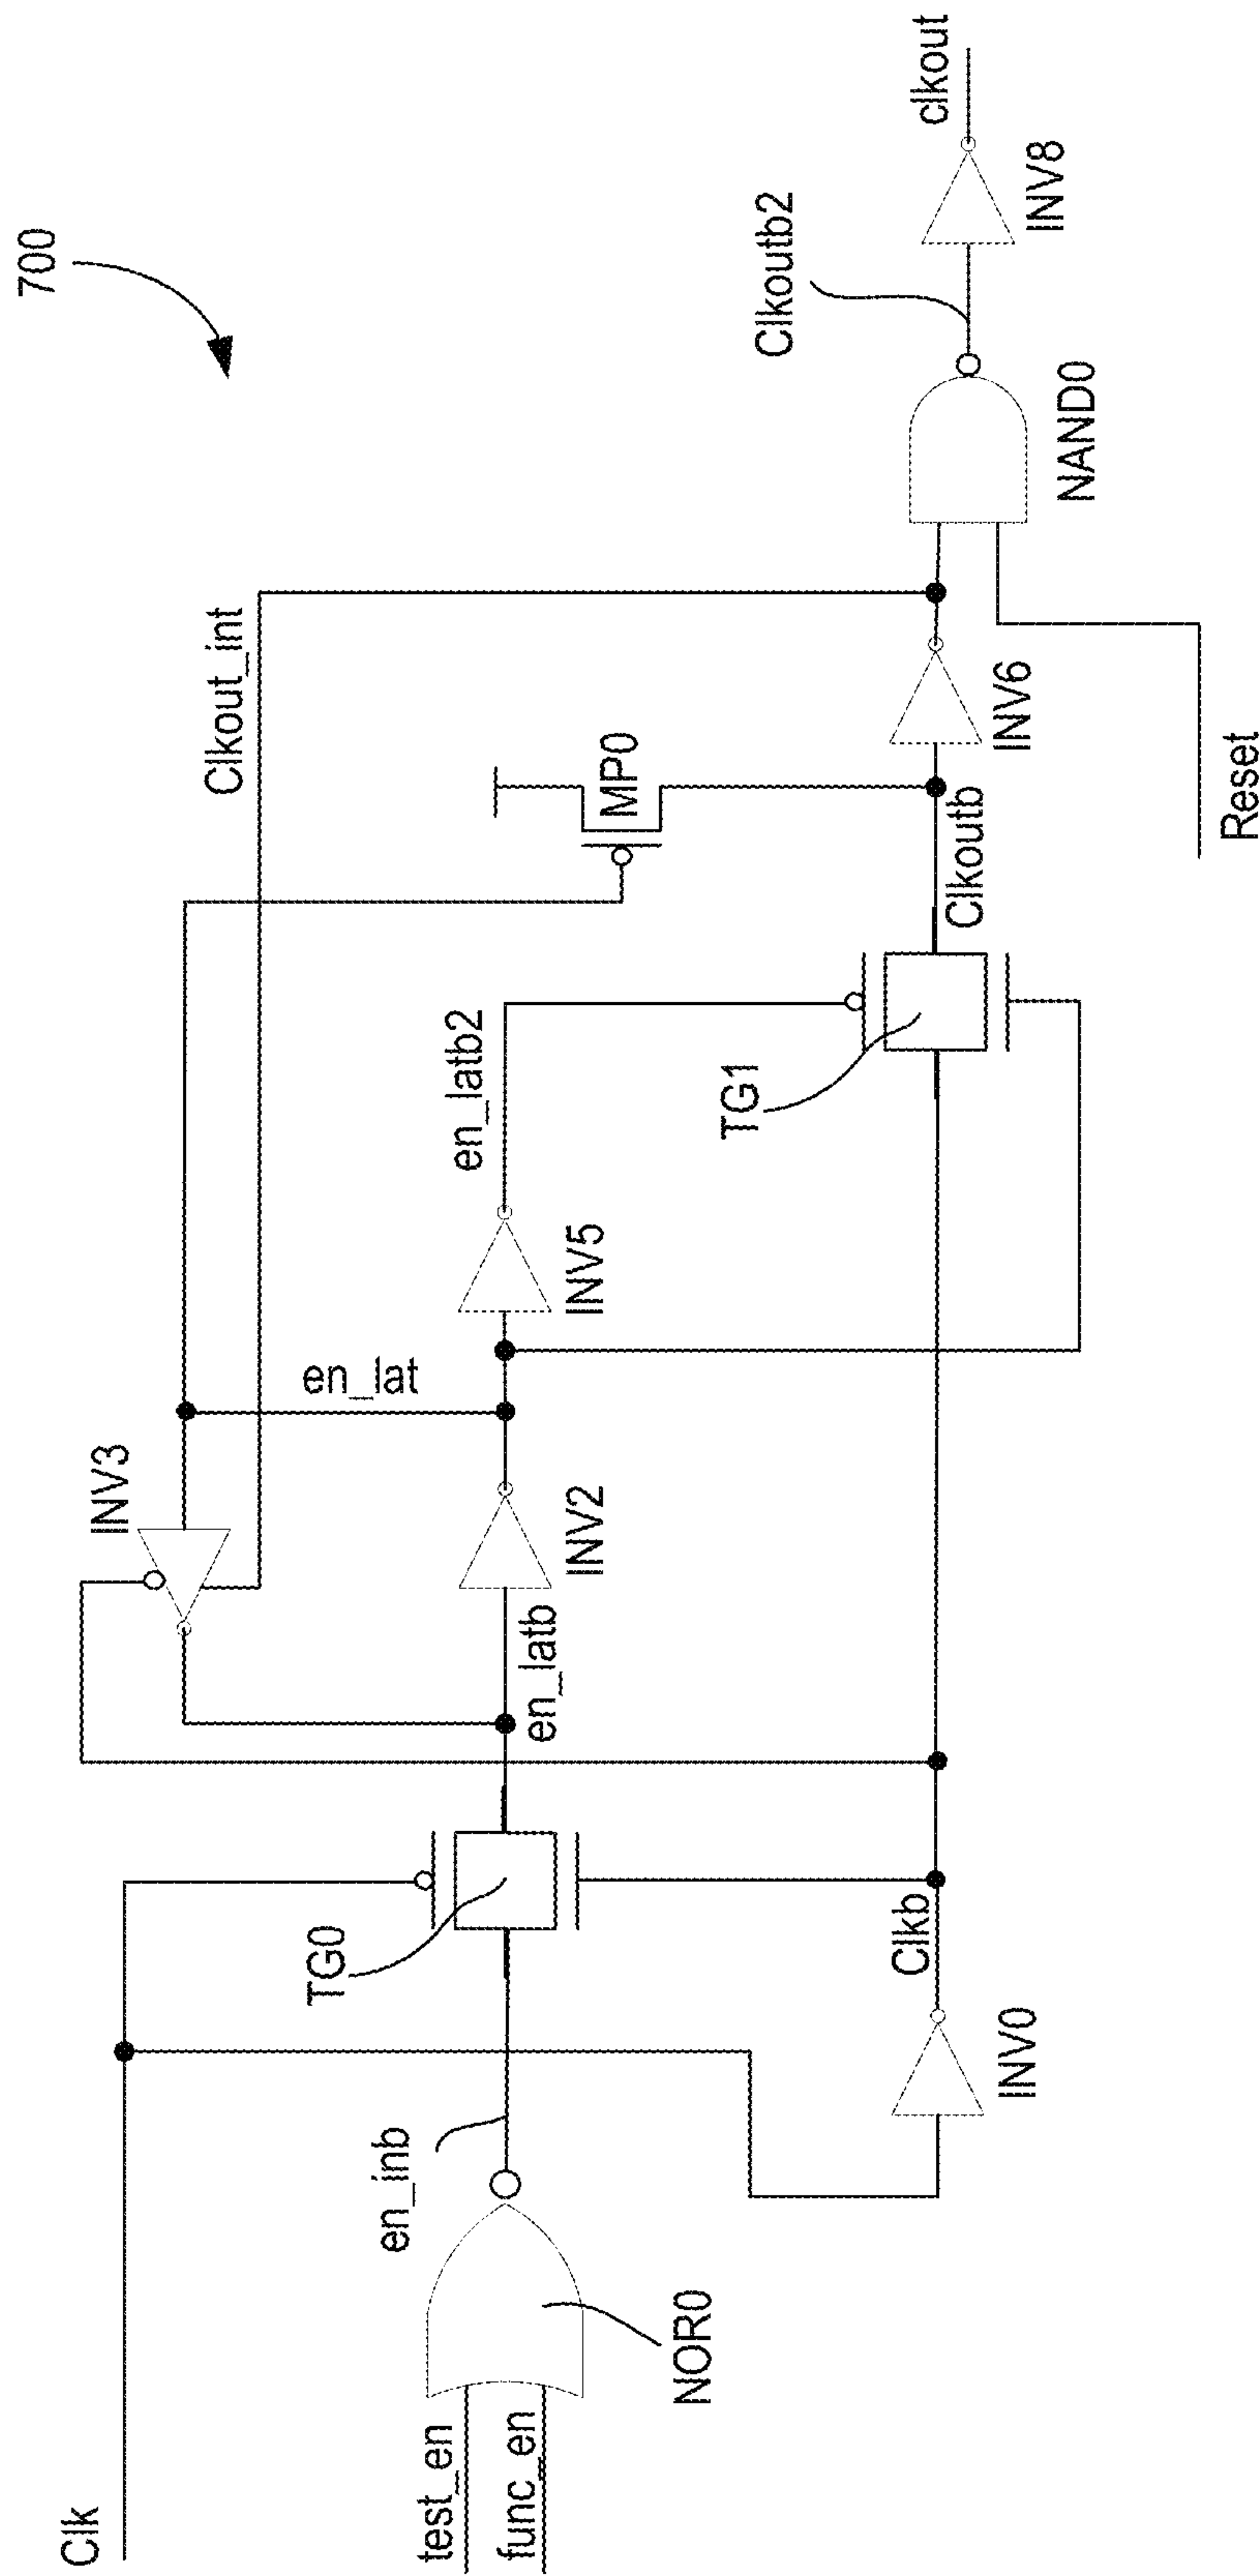 700
Clk
test_en
func_en
NOR0
en_inb
TG0
INV0
Clkb
en_latb
INV3
INV2
en_lat
INV5
en_latb2
TG1
Clkout_int
MP0
Clkoutb
INV6
Reset
NAND0
Clkoutb2
INV8
clkout